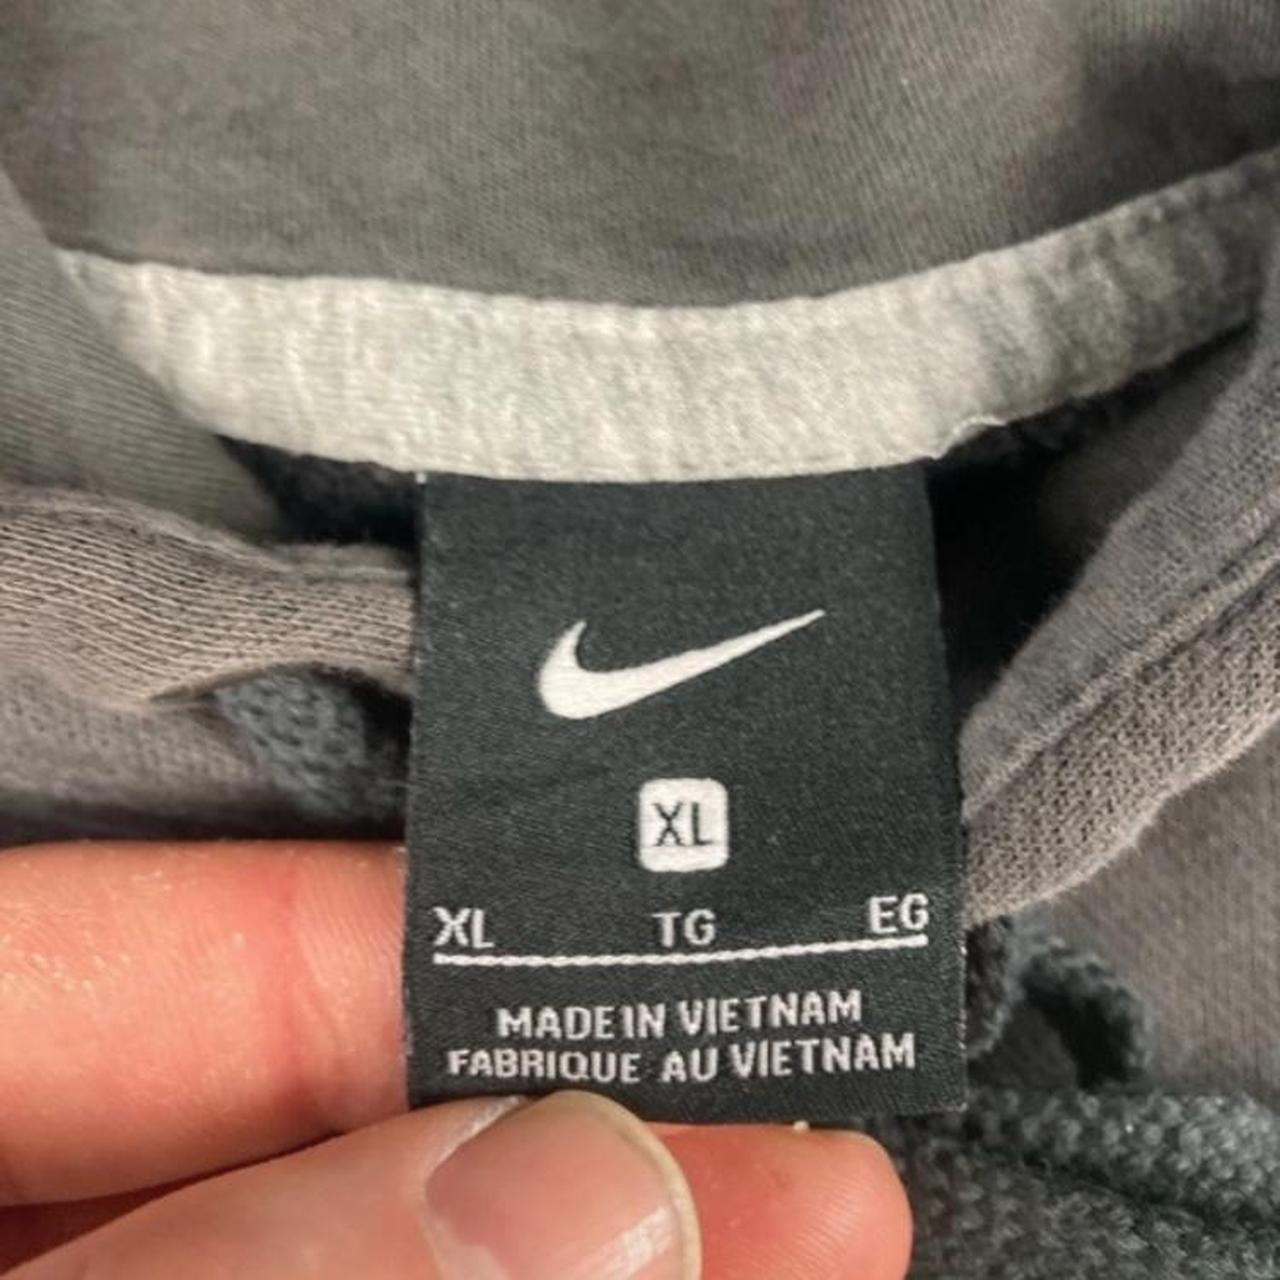 XL
XL TG EG
MADE IN VIETNAM
FABRIQUE AU VIETNAM